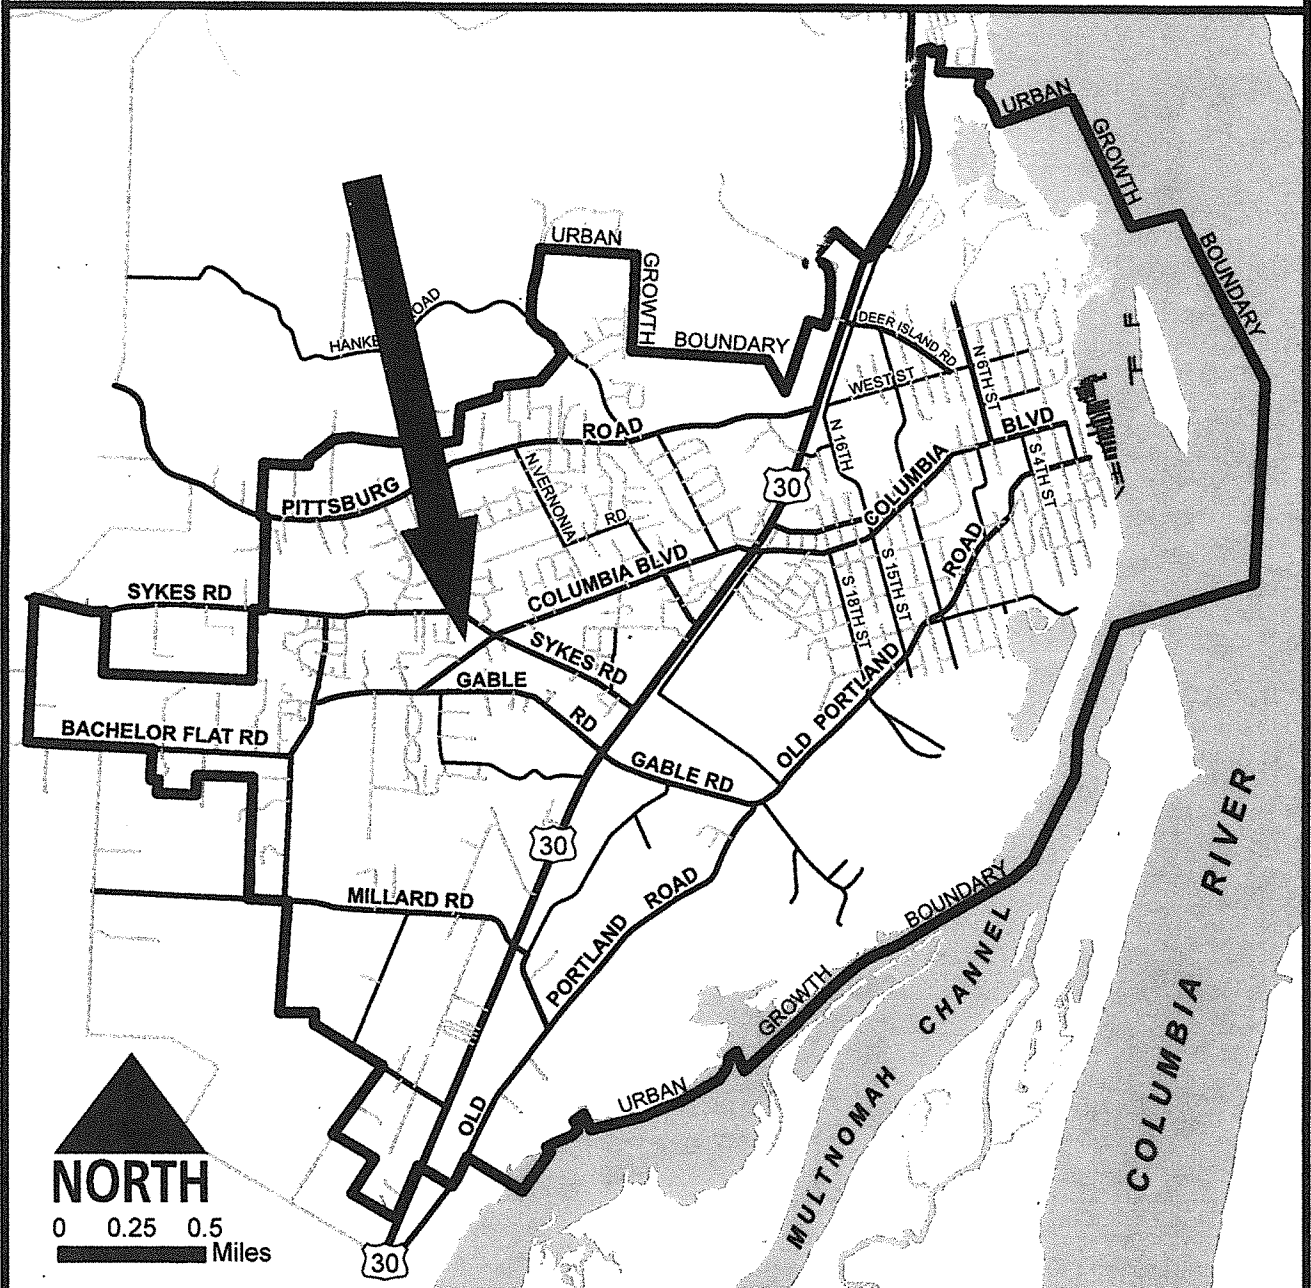 URBAN
GROWTH
BOUNDARY
URBAN
GROWTH
BOUNDARY
HANKE
OAD
DEER ISLAND RD
WEST ST
N 6TH ST
ROAD
N 16TH
BLVD
S 4TH ST
COLUMBIA
PITTSBURG
N VERNONIA
RD
30
ROAD
COLUMBIA BLVD
S 15TH ST
S 18TH ST
SYKES RD
SYKES RD
GABLE
RD
OLD PORTLAND
BACHELOR FLAT RD
GABLE RD
30
MILLARD RD
PORTLAND ROAD
OLD
URBAN
GROWTH
BOUNDARY
MULTNOMAH CHANNEL
COLUMBIA RIVER
NORTH
0 0.25 0.5
Miles
30